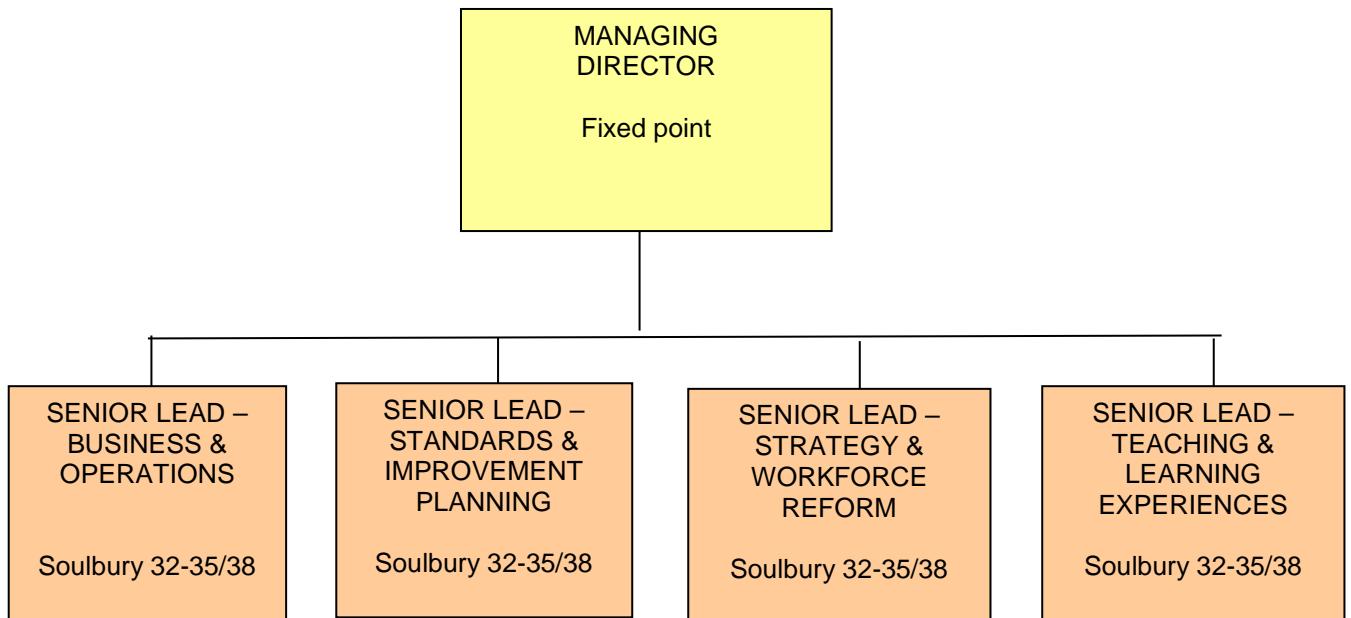 MANAGING
DIRECTOR
Fixed point
SENIOR LEAD –
BUSINESS &
OPERATIONS
Soulbury 32-35/38
SENIOR LEAD –
STANDARDS &
IMPROVEMENT
PLANNING
Soulbury 32-35/38
SENIOR LEAD –
STRATEGY &
WORKFORCE
REFORM
Soulbury 32-35/38
SENIOR LEAD –
TEACHING &
LEARNING
EXPERIENCES
Soulbury 32-35/38